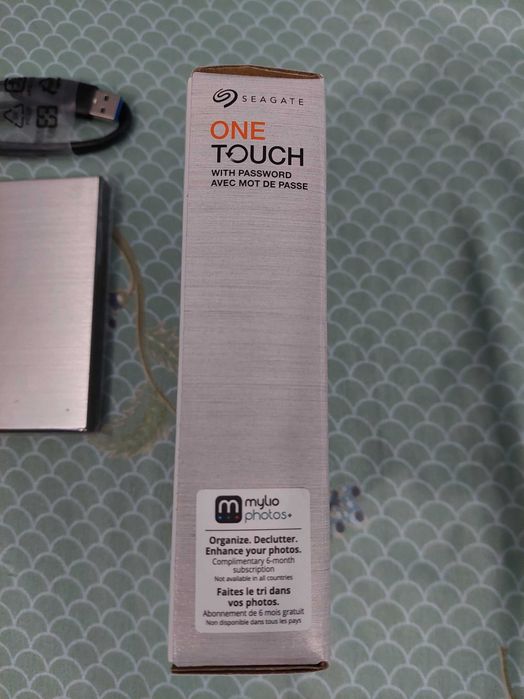 SEAGATE
ONE
TOUCH
WITH PASSWORD
AVEC MOT DE PASSE
m mylio
photos+
Organize. Declutter.
Enhance your photos.
Complimentary 6-month
subscription
Not available in all countries
Faites le tri dans
vos photos.
Abonnement de 6 mois gratuit
Non disponible dans tous les pays